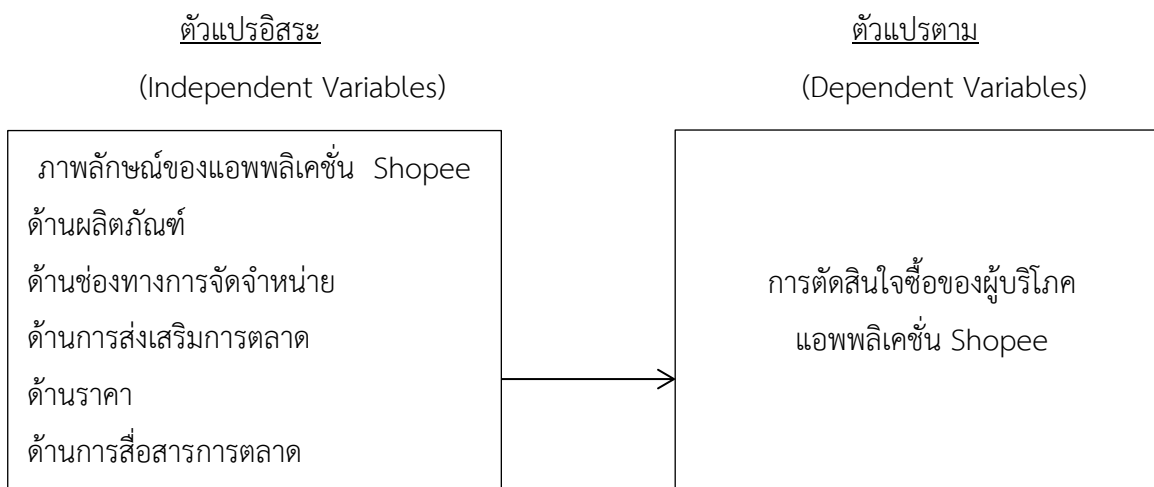 ตัวแปรอิสระ
(Independent Variables)
ภาพลักษณ์ของแอพพลิเคชั่น Shopee
ด้านผลิตภัณฑ์
ด้านช่องทางการจัดจำหน่าย
ด้านการส่งเสริมการตลาด
ด้านราคา
ด้านการสื่อสารการตลาด
ตัวแปรตาม
(Dependent Variables)
การตัดสินใจซื้อของผู้บริโภค
แอพพลิเคชั่น Shopee